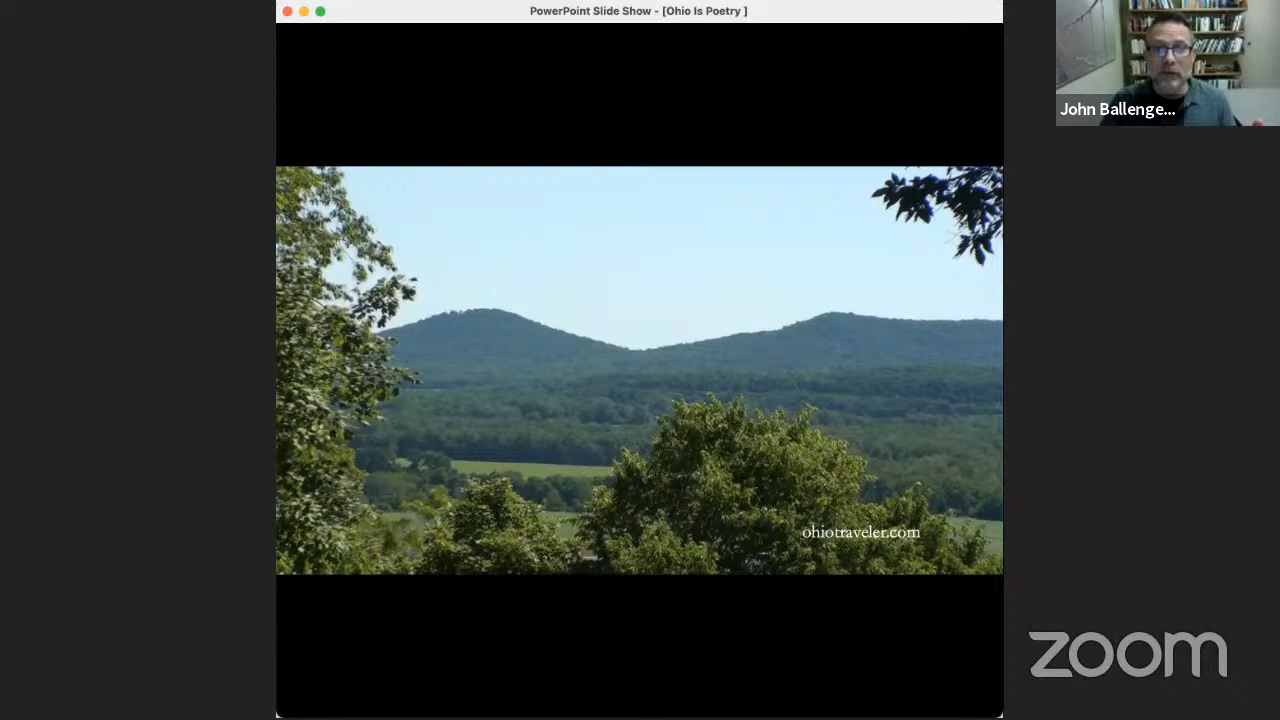 PowerPoint Slide Show - [Ohio Is Poetry ]
John Ballenge...
ohiotraveler.com
zoom